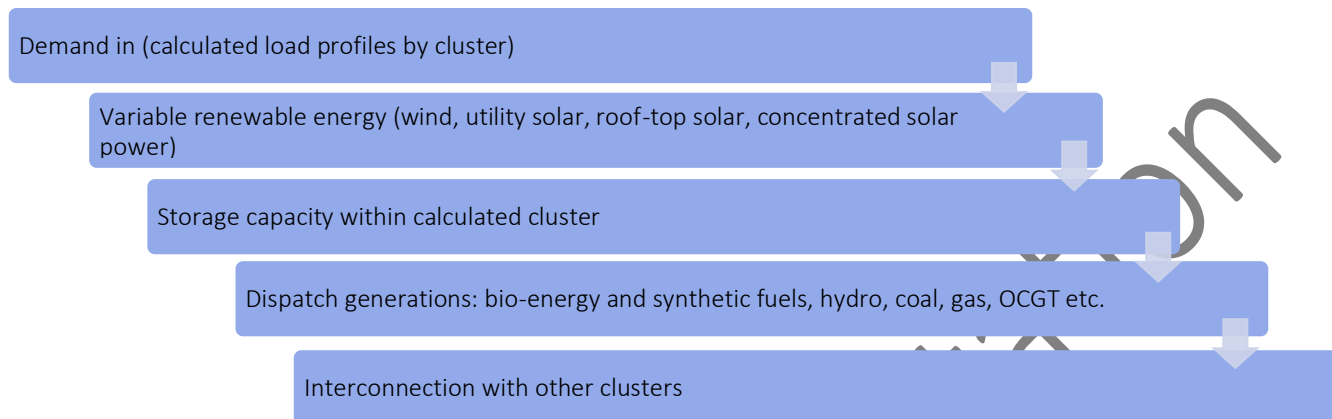 Demand in (calculated load profiles by cluster)
Variable renewable energy (wind, utility solar, roof-top solar, concentrated solar
power)
Storage capacity within calculated cluster
Dispatch generations: bio-energy and synthetic fuels, hydro, coal, gas, OCGT etc.
Interconnection with other clusters